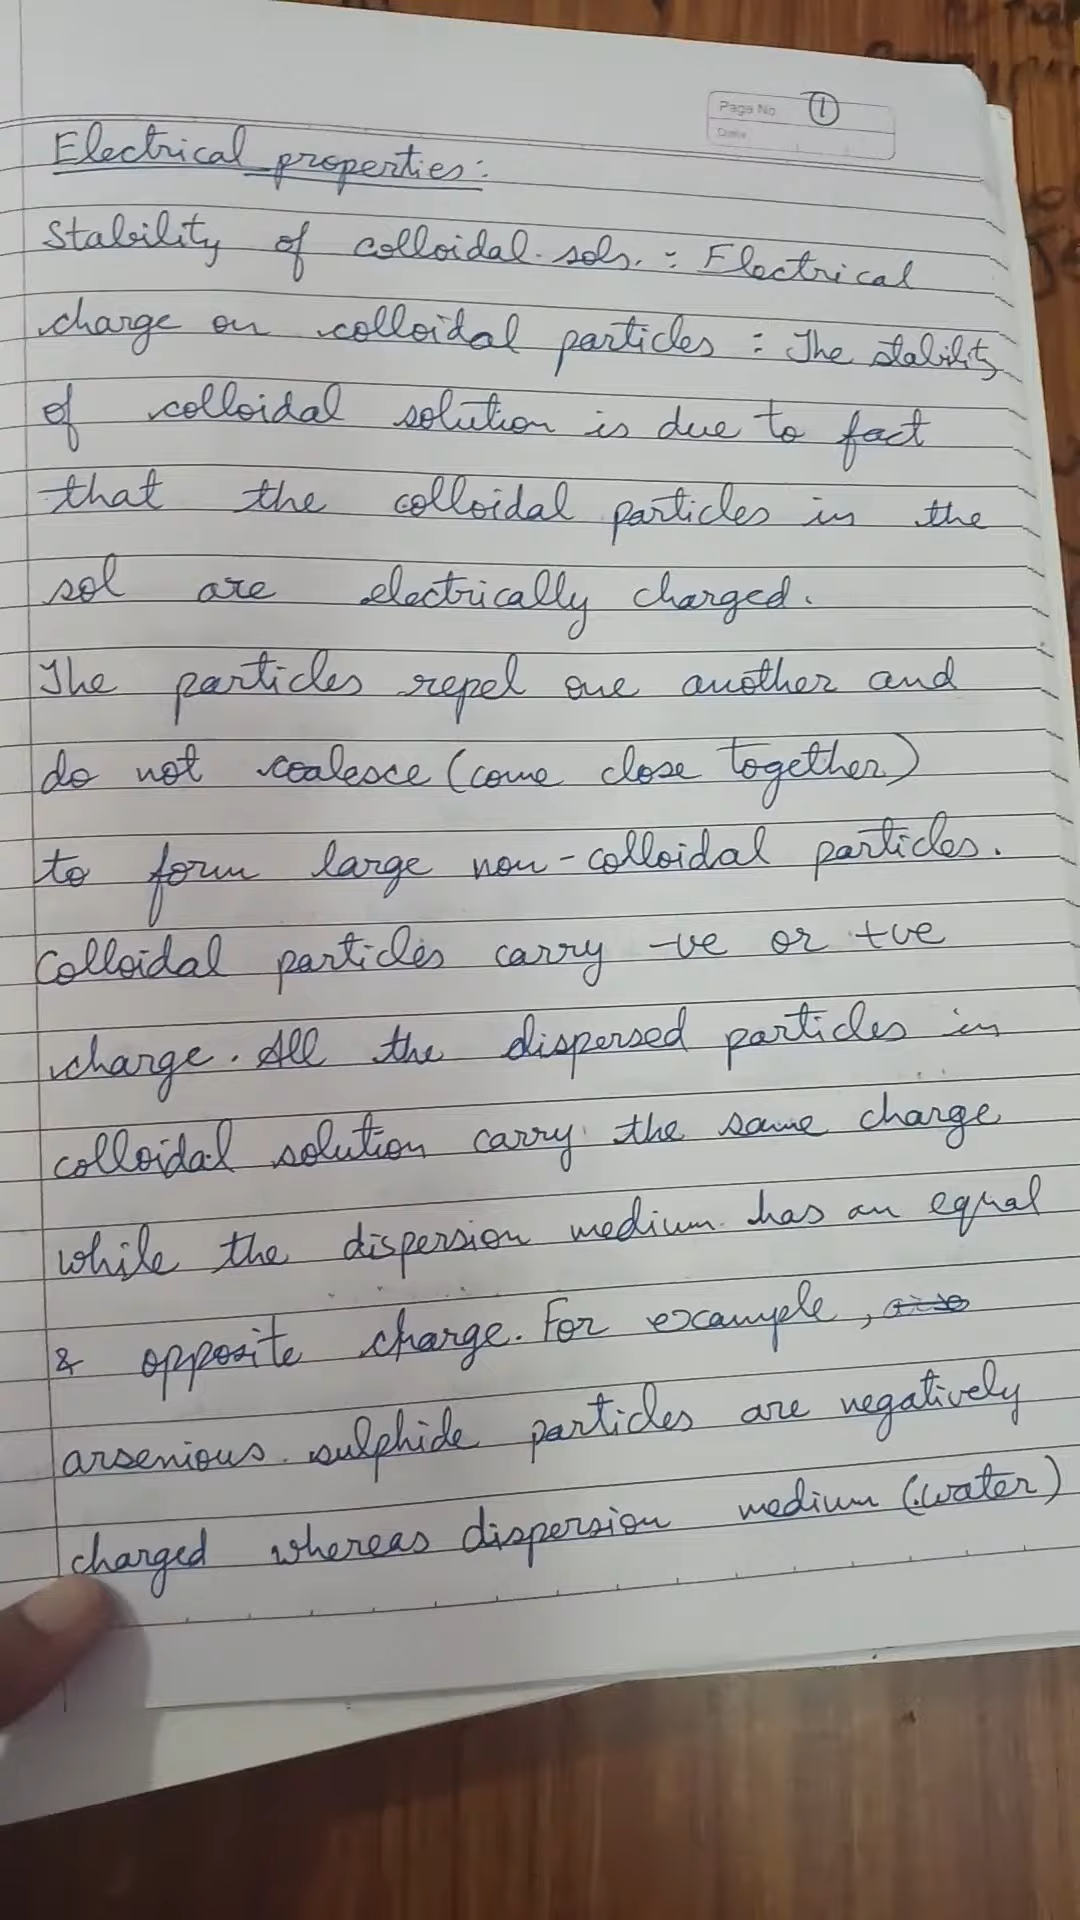 Page No. 1
Date
Electrical properties:
Stability of colloidal sols. : Electrical
charge on colloidal particles : The stability
of colloidal solution is due to fact
that the colloidal particles in the
sol are electrically charged.
The particles repel one another and
do not coalesce (come close together)
to form large non-colloidal particles.
Colloidal particles carry -ve or +ve
charge. All the dispersed particles in
colloidal solution carry the same charge
while the dispersion medium has an equal
& opposite charge. For example,
arsenious sulphide particles are negatively
charged whereas dispersion medium (water)